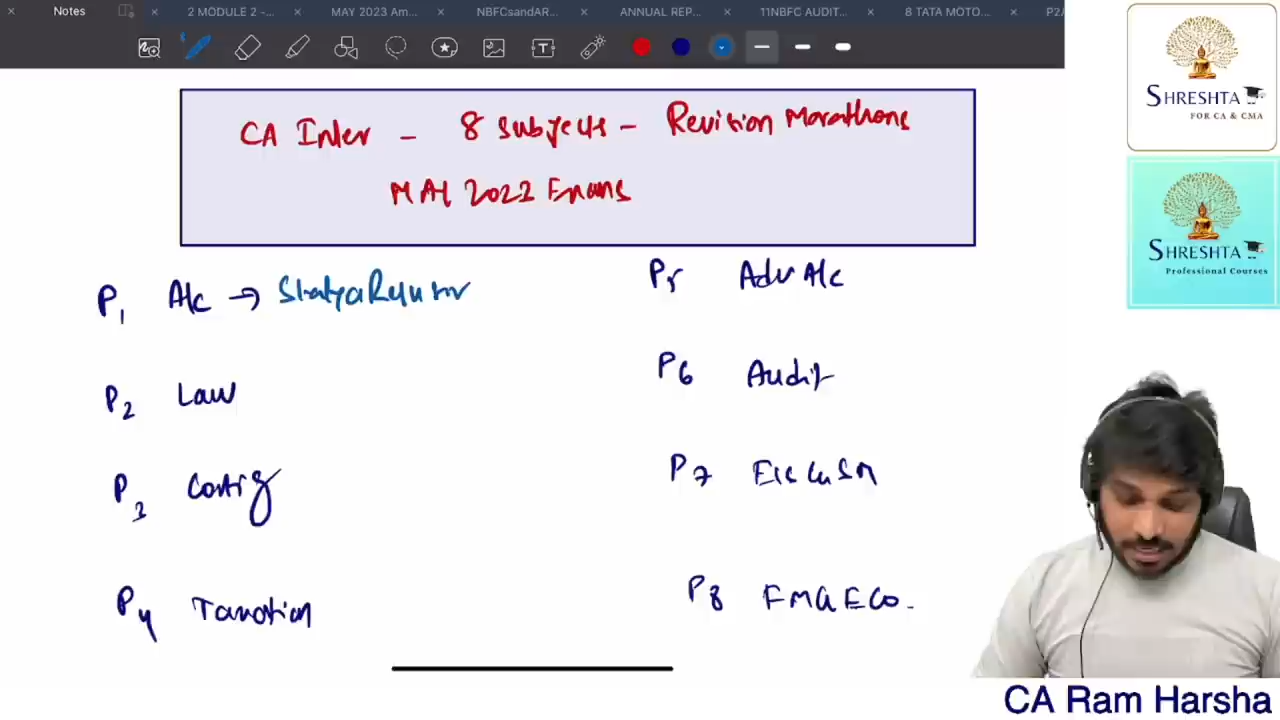 Notes
2 MODULE 2 -...
MAY 2023 Am...
NBFCsandAR...
ANNUAL REP...
11NBFC AUDIT...
8 TATA MOTO...
P2/
CA Inter - 8 Subjects - Revision Marathons
MAY 2022 Exams
P1 A/c →
P2 Law
P3 Costing
P4 Taxation
P5 Adv A/c
P6 Audit
P7 EIS & SM
P8 FM & ECO.
SHRESHTA
FOR CA & CMA
SHRESHTA
Professional Courses
CA Ram Harsha